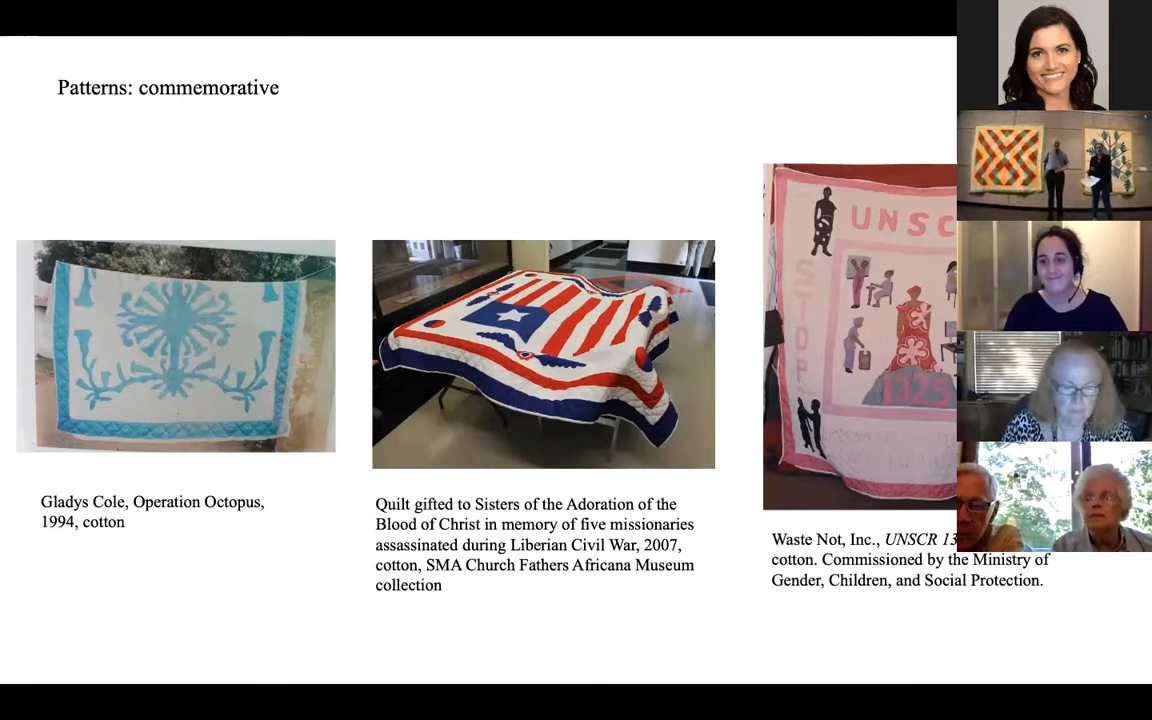 Patterns: commemorative
Gladys Cole, Operation Octopus,
1994, cotton
Quilt gifted to Sisters of the Adoration of the
Blood of Christ in memory of five missionaries
assassinated during Liberian Civil War, 2007,
cotton, SMA Church Fathers Africana Museum
collection
UNSC
STOP
1325
Waste Not, Inc., UNSCR 13
cotton. Commissioned by the Ministry of
Gender, Children, and Social Protection.